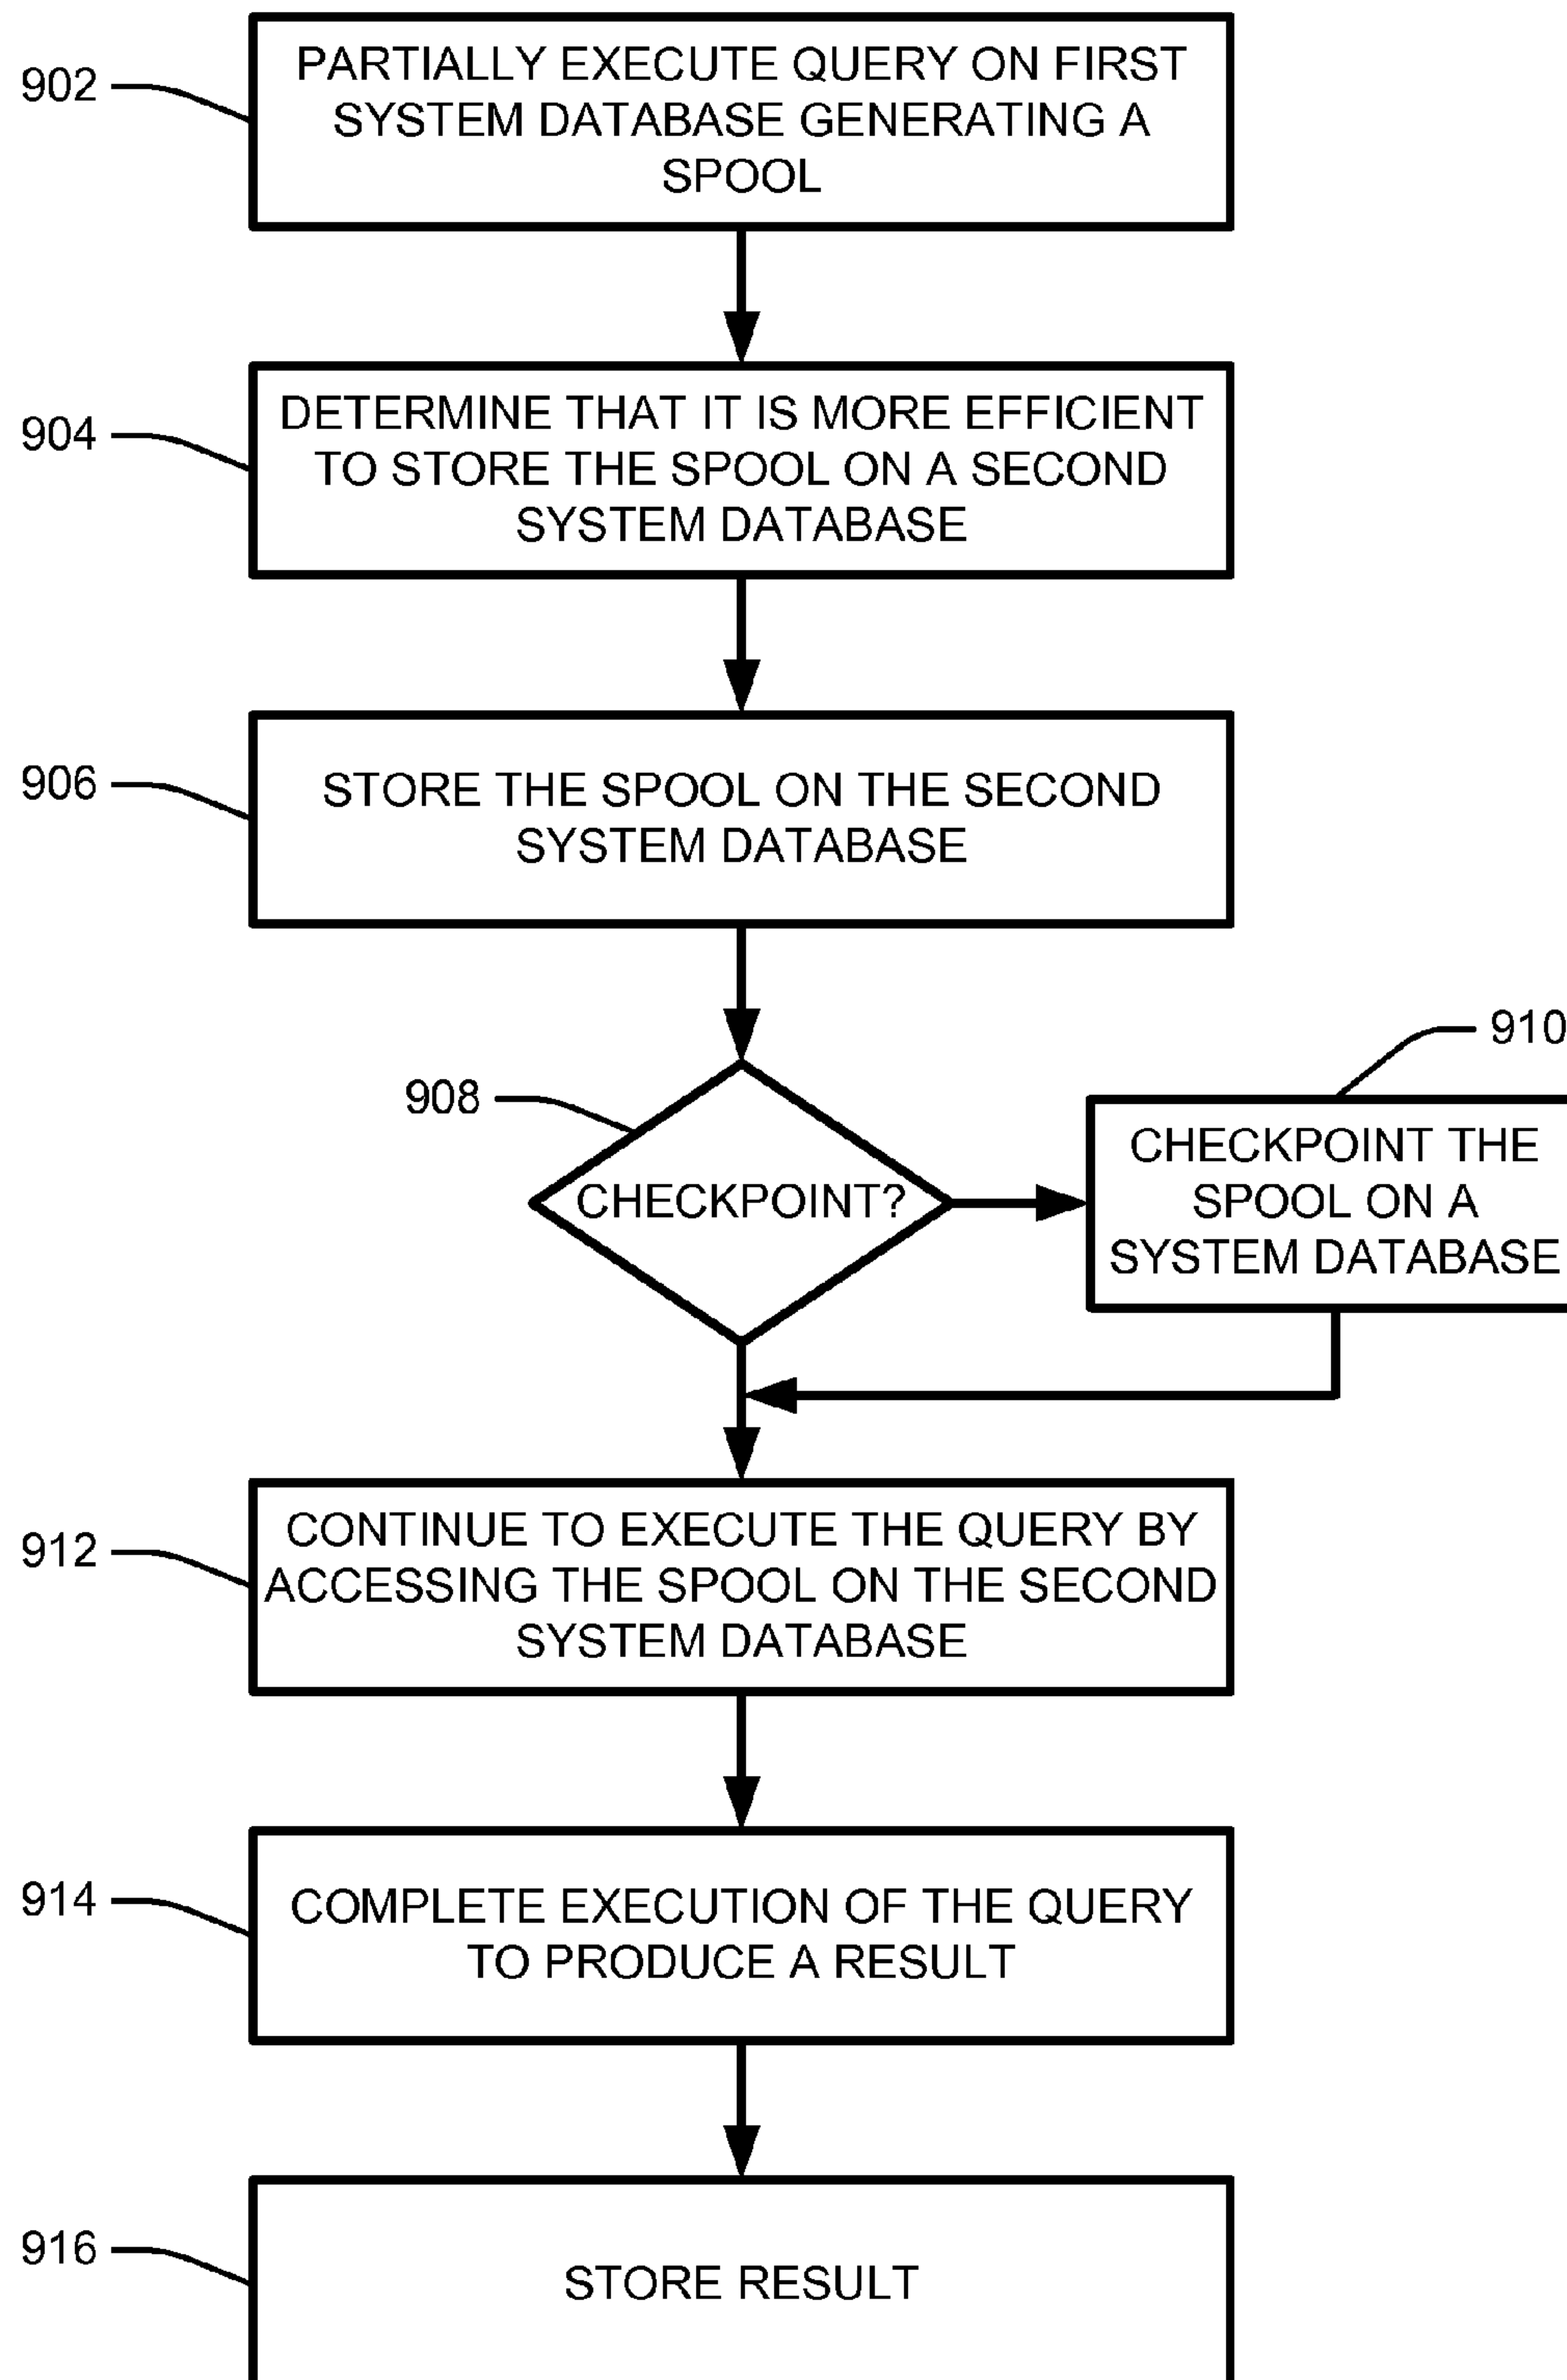 902
PARTIALLY EXECUTE QUERY ON FIRST
SYSTEM DATABASE GENERATING A
SPOOL
904
DETERMINE THAT IT IS MORE EFFICIENT
TO STORE THE SPOOL ON A SECOND
SYSTEM DATABASE
906
STORE THE SPOOL ON THE SECOND
SYSTEM DATABASE
908
CHECKPOINT?
910
CHECKPOINT THE
SPOOL ON A
SYSTEM DATABASE
912
CONTINUE TO EXECUTE THE QUERY BY
ACCESSING THE SPOOL ON THE SECOND
SYSTEM DATABASE
914
COMPLETE EXECUTION OF THE QUERY
TO PRODUCE A RESULT
916
STORE RESULT